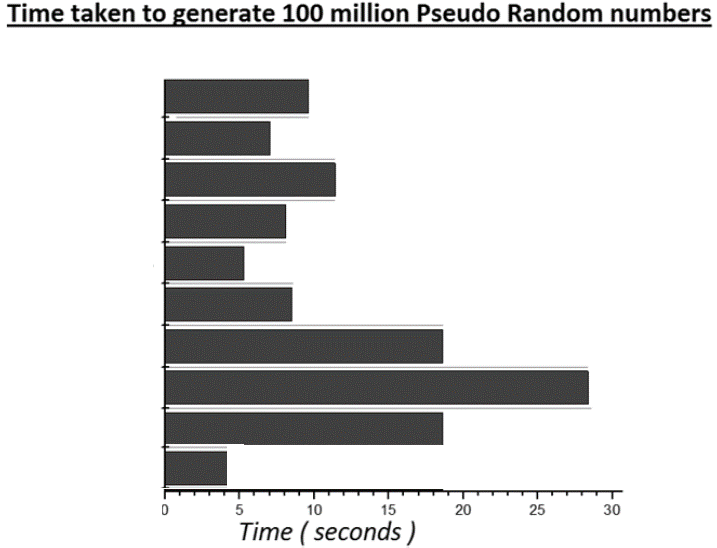 Time taken to generate 100 million Pseudo Random numbers
0 5 10 15 20 25 30
Time ( seconds )